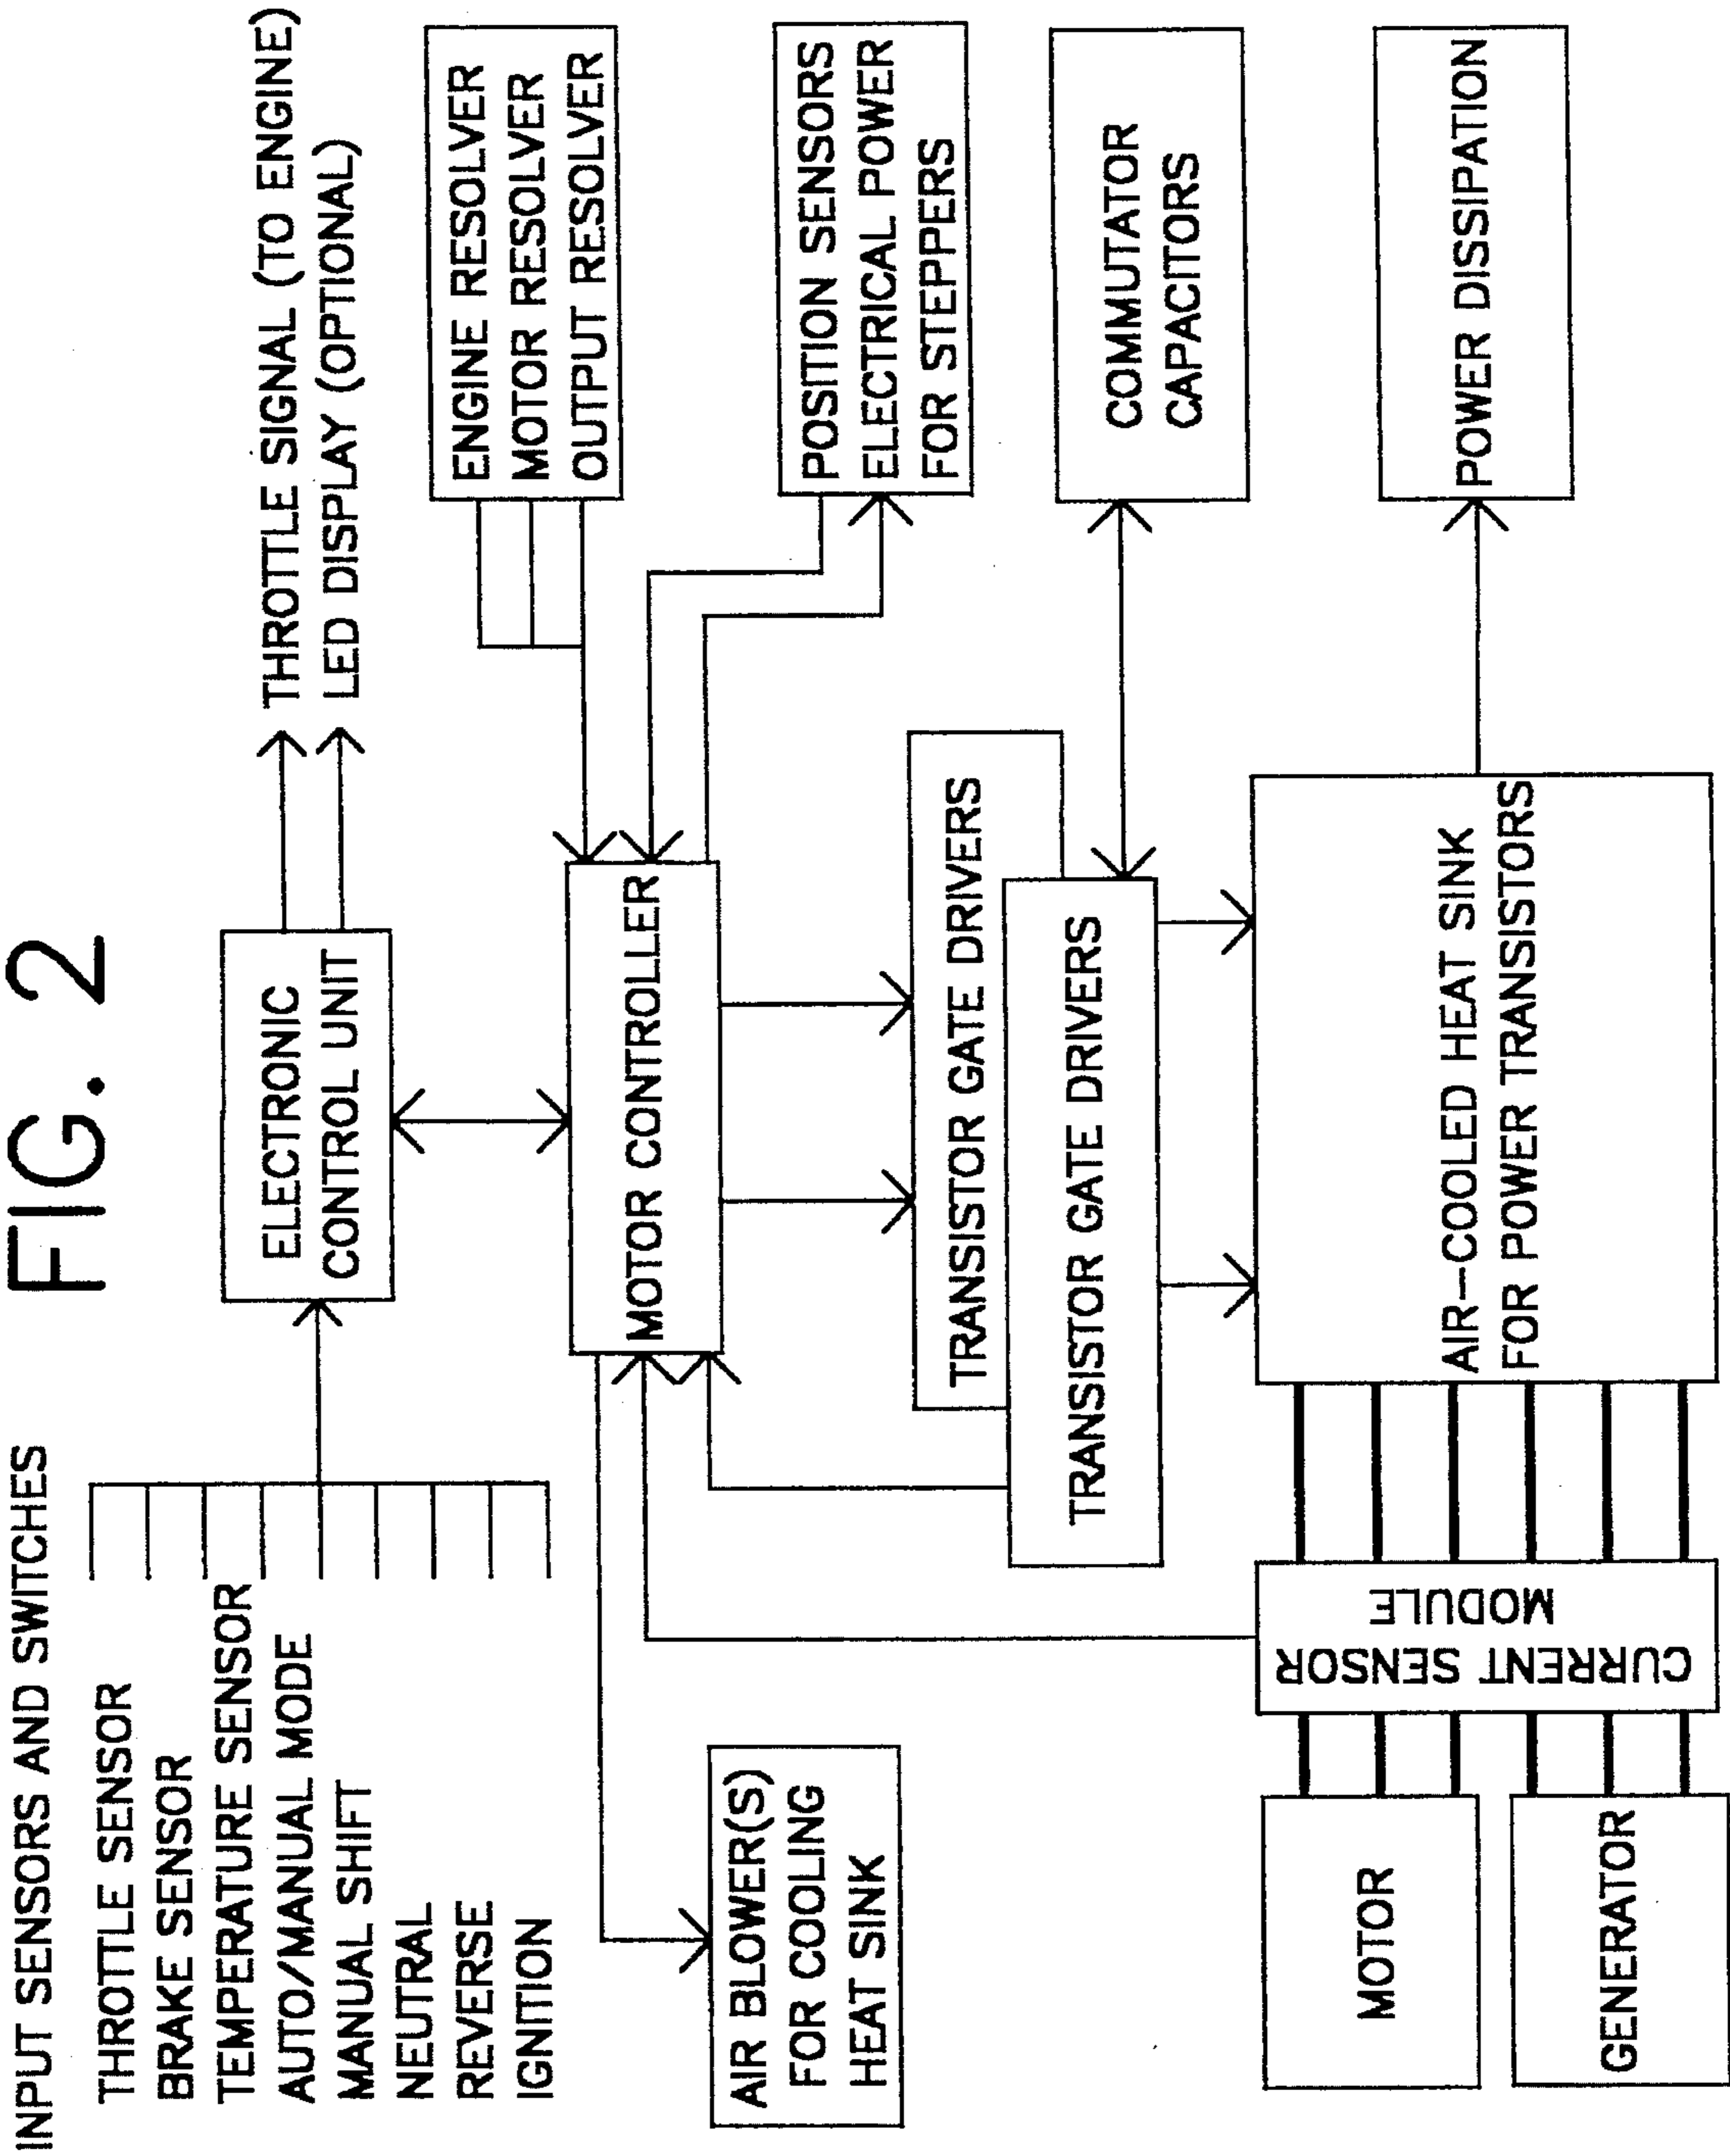 FIG. 2
INPUT SENSORS AND SWITCHES
THROTTLE SENSOR
BRAKE SENSOR
TEMPERATURE SENSOR
AUTO/MANUAL MODE
MANUAL SHIFT
NEUTRAL
REVERSE
IGNITION
ELECTRONIC
CONTROL UNIT
THROTTLE SIGNAL (TO ENGINE)
LED DISPLAY (OPTIONAL)
ENGINE RESOLVER
MOTOR RESOLVER
OUTPUT RESOLVER
MOTOR CONTROLLER
POSITION SENSORS
ELECTRICAL POWER
FOR STEPPERS
AIR BLOWER(S)
FOR COOLING
HEAT SINK
TRANSISTOR GATE DRIVERS
TRANSISTOR GATE DRIVERS
COMMUTATOR
CAPACITORS
MOTOR
GENERATOR
CURRENT SENSOR
MODULE
AIR-COOLED HEAT SINK
FOR POWER TRANSISTORS
POWER DISSIPATION